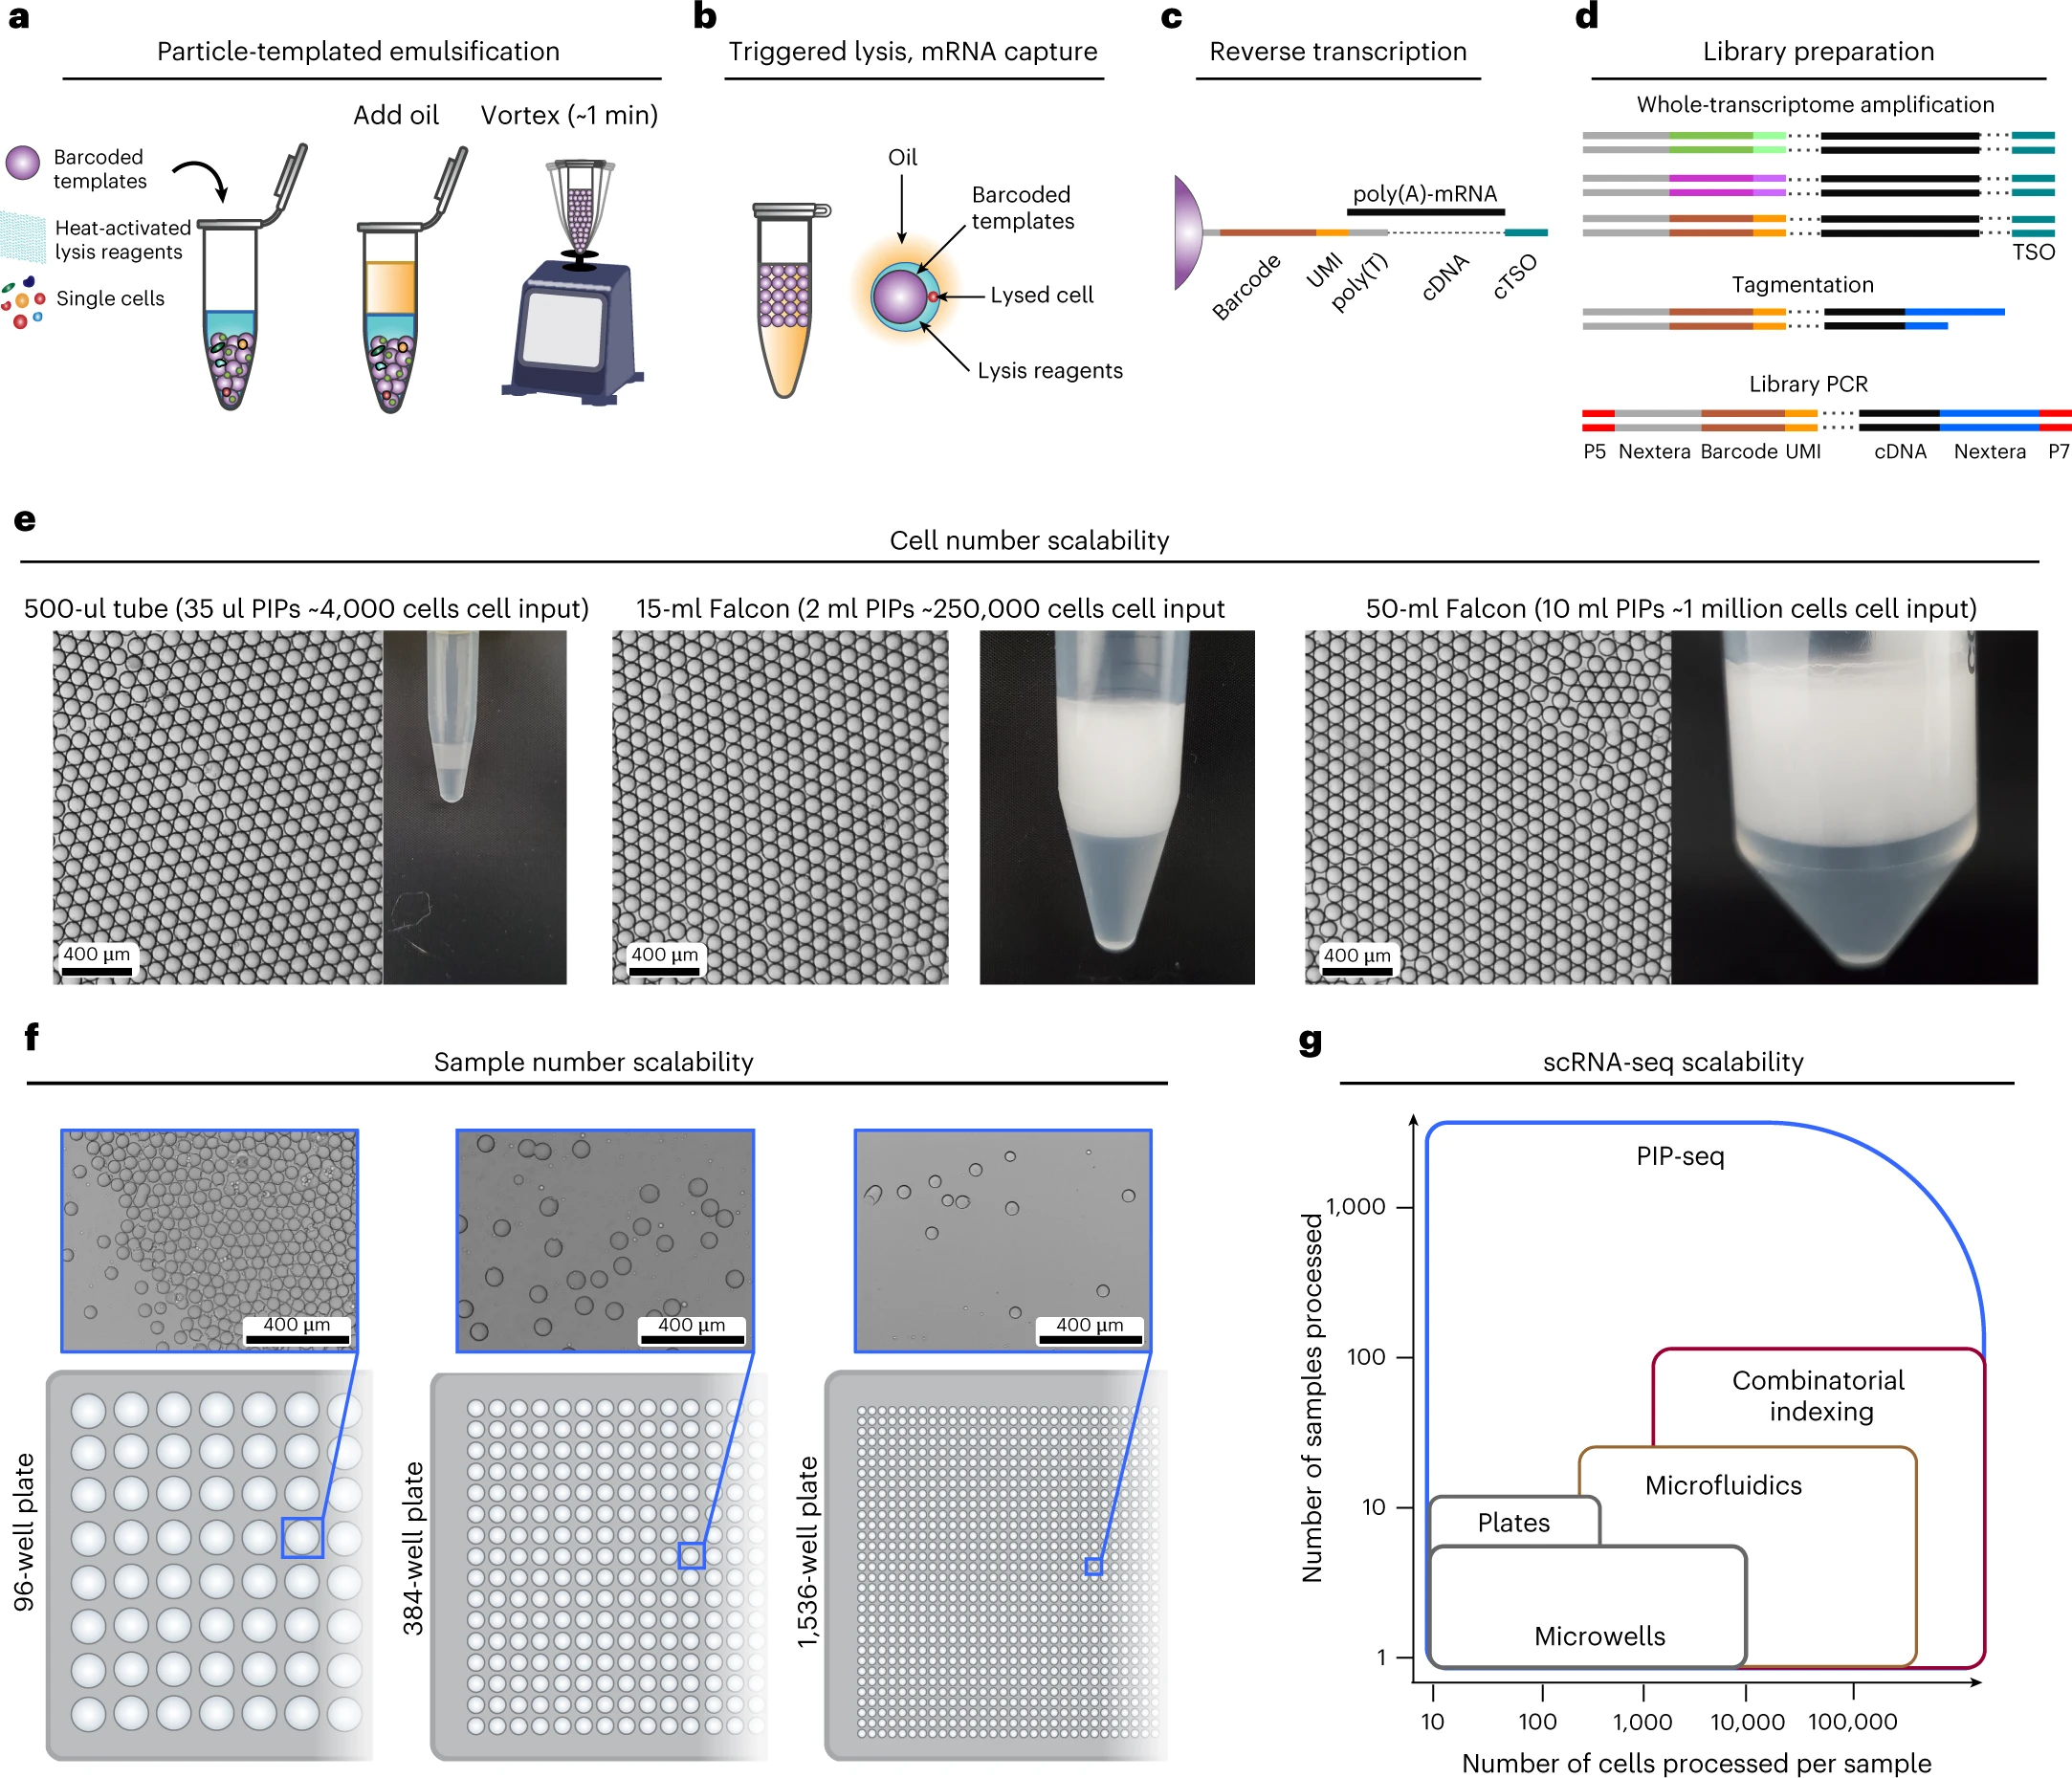 a
Particle-templated emulsification
Add oil
Vortex (~1 min)
Barcoded
templates
Heat-activated
lysis reagents
Single cells
b
Triggered lysis, mRNA capture
Oil
Barcoded
templates
Lysed cell
Lysis reagents
c
Reverse transcription
poly(A)-mRNA
Barcode
UMI
poly(T)
cDNA
cTSO
d
Library preparation
Whole-transcriptome amplification
TSO
Tagmentation
Library PCR
P5 Nextera Barcode UMI cDNA Nextera P7
e
Cell number scalability
500-ul tube (35 ul PIPs ~4,000 cells cell input)
15-ml Falcon (2 ml PIPs ~250,000 cells cell input
50-ml Falcon (10 ml PIPs ~1 million cells cell input)
400 µm
400 µm
400 µm
f
Sample number scalability
400 µm
400 µm
400 µm
96-well plate
384-well plate
1,536-well plate
g
scRNA-seq scalability
Number of samples processed
1,000
100
10
1
PIP-seq
Combinatorial
indexing
Microfluidics
Plates
Microwells
10 100 1,000 10,000 100,000
Number of cells processed per sample